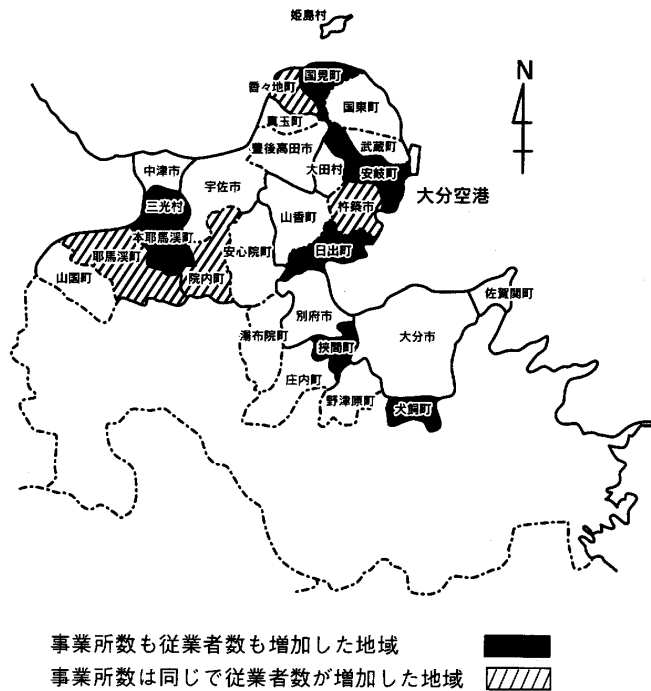 姫島村
国見町
香々地町
国東町
真玉町
武蔵町
豊後高田市
大田村
安岐町
中津市
宇佐市
大分空港
三光村
杵築市
山香町
本耶馬渓町
耶馬渓町
安心院町
日出町
山国町
院内町
佐賀関町
別府市
湯布院町
大分市
挾間町
庄内町
野津原町
犬飼町
N
事業所数も従業者数も増加した地域
事業所数は同じで従業者数が増加した地域